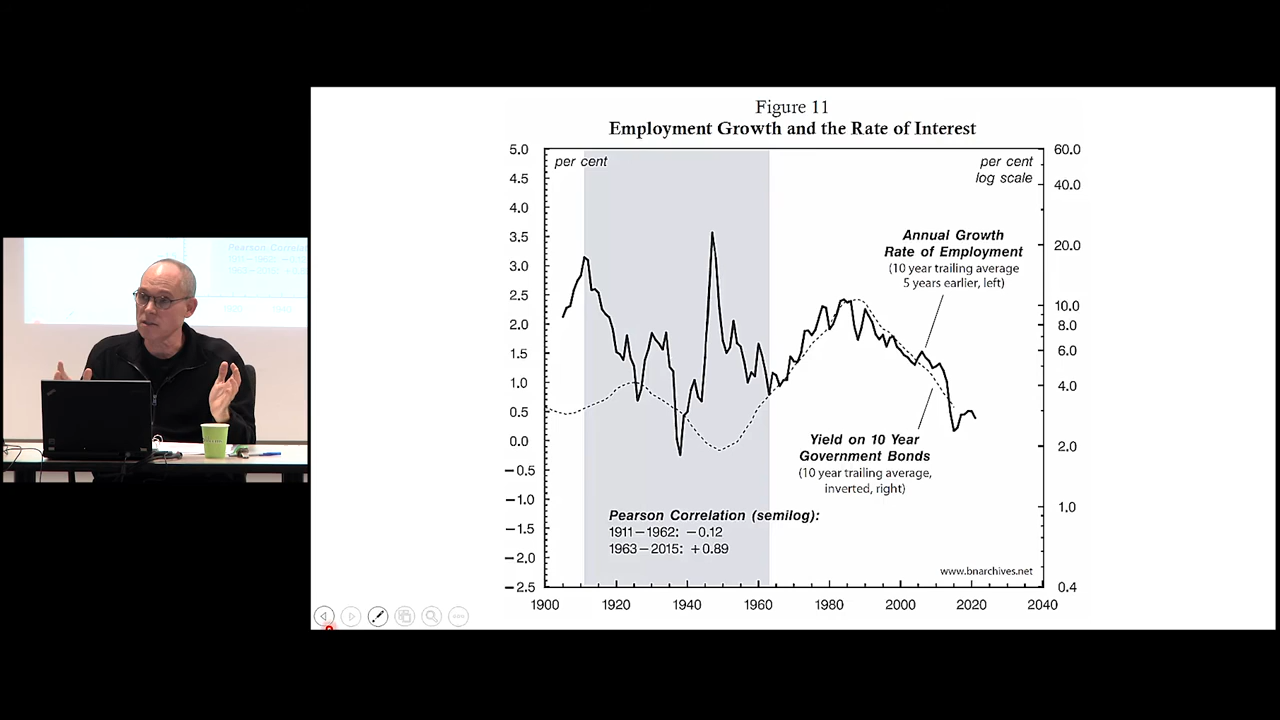 Figure 11
Employment Growth and the Rate of Interest
5.0
4.5
4.0
3.5
3.0
2.5
2.0
1.5
1.0
0.5
0.0
−0.5
−1.0
−1.5
−2.0
−2.5
per cent
per cent
log scale
60.0
40.0
20.0
10.0
8.0
6.0
4.0
2.0
1.0
0.4
Annual Growth
Rate of Employment
(10 year trailing average
5 years earlier, left)
Yield on 10 Year
Government Bonds
(10 year trailing average,
inverted, right)
Pearson Correlation (semilog):
1911−1962: −0.12
1963−2015: +0.89
www.bnarchives.net
1900
1920
1940
1960
1980
2000
2020
2040
Pearson Correla